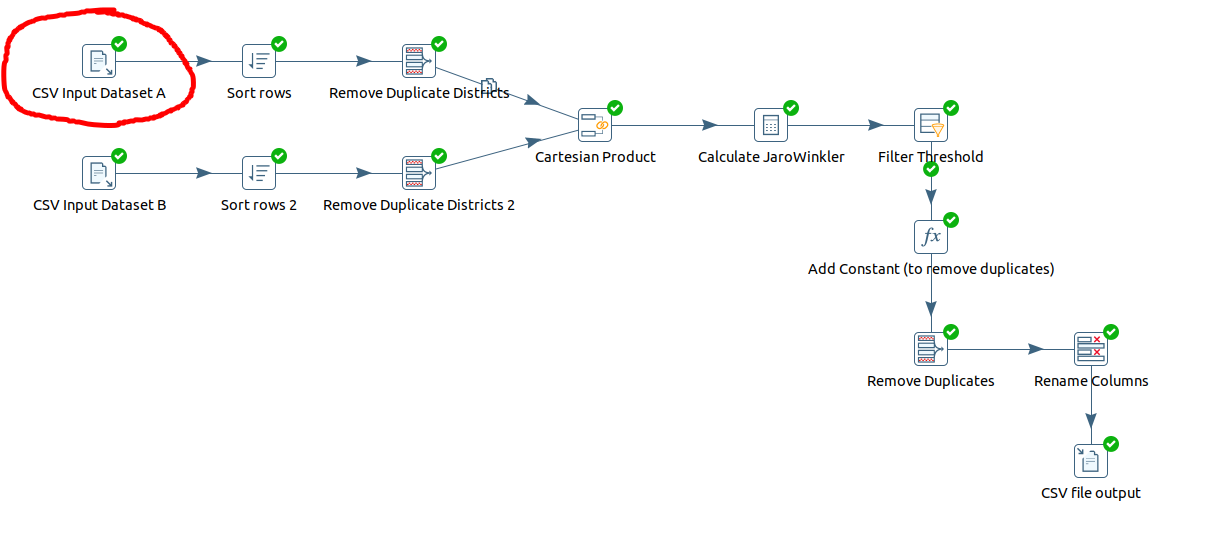 CSV Input Dataset A
Sort rows
Remove Duplicate Districts
Cartesian Product
Calculate JaroWinkler
Filter Threshold
CSV Input Dataset B
Sort rows 2
Remove Duplicate Districts 2
fx
Add Constant (to remove duplicates)
Remove Duplicates
Rename Columns
CSV file output